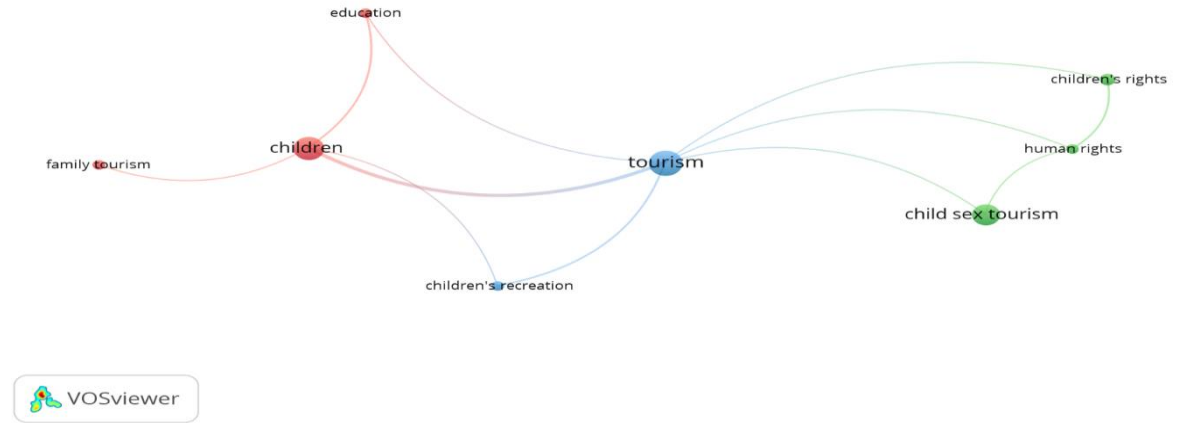 education
children's rights
children
human rights
family tourism
tourism
child sex tourism
children's recreation
VOSviewer